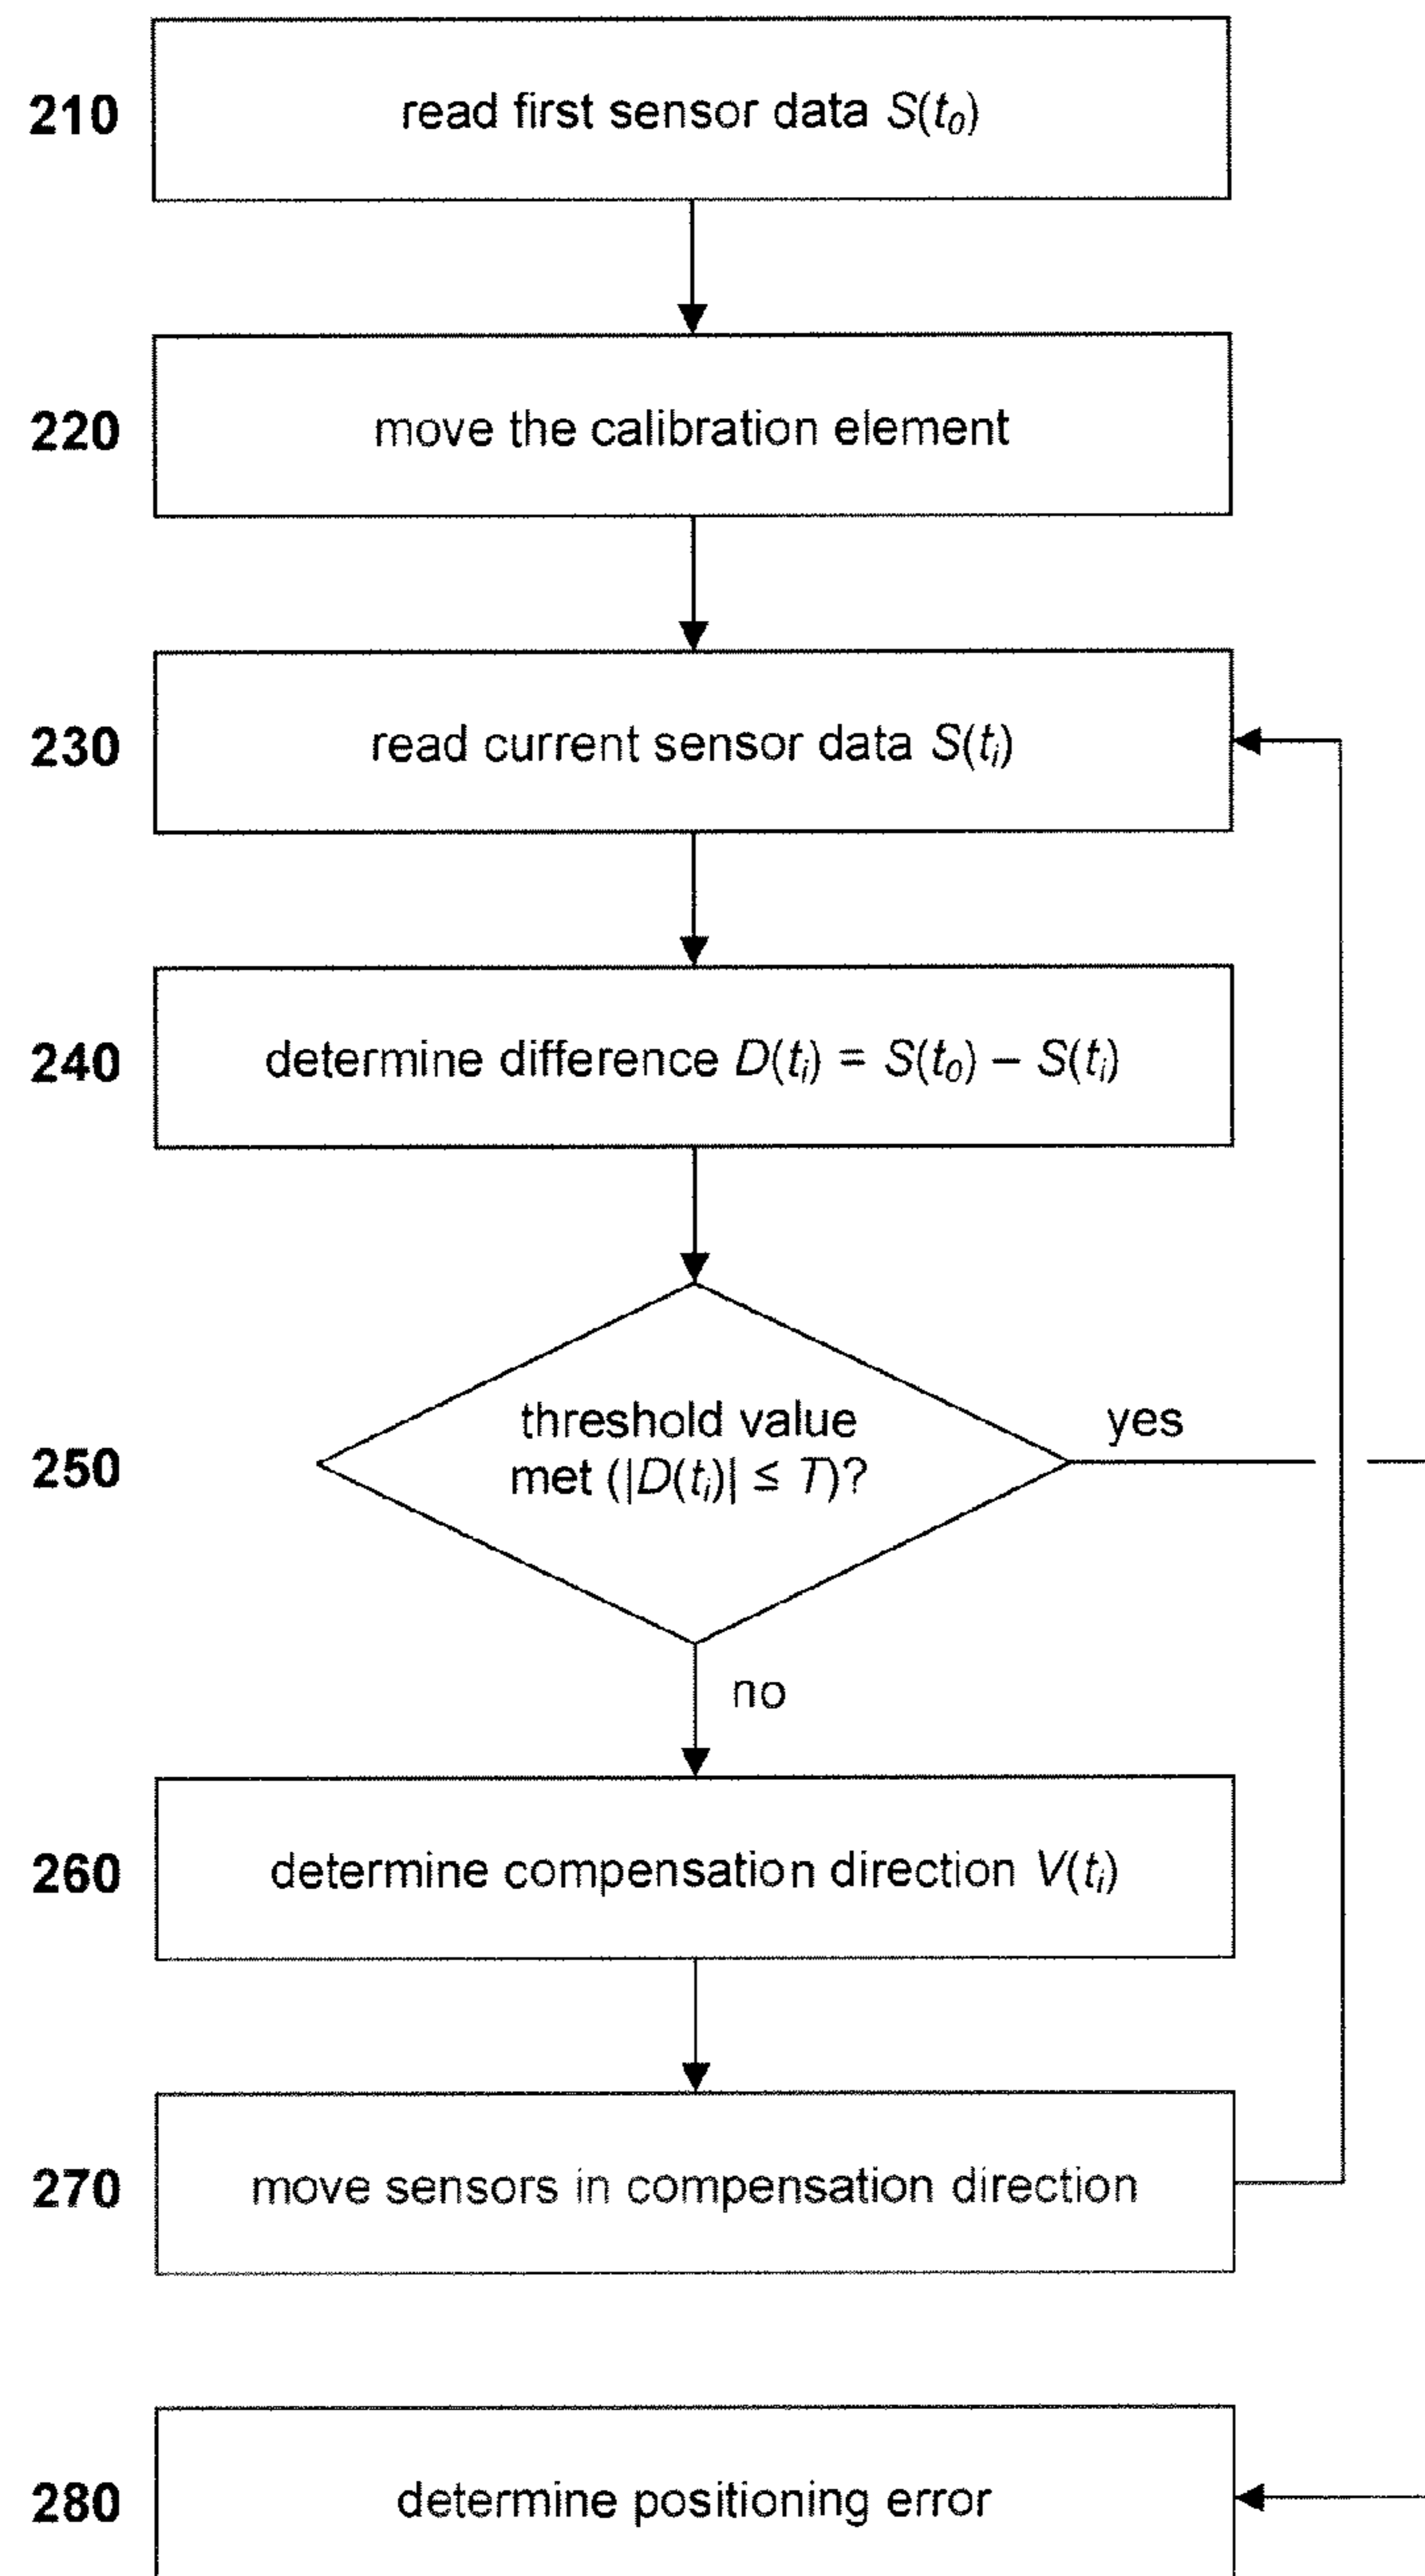 210 read first sensor data S(t₀)
220 move the calibration element
230 read current sensor data S(tᵢ)
240 determine difference D(tᵢ) = S(t₀) – S(tᵢ)
threshold value
yes
250 met (|D(tᵢ)| ≤ T)?
no
260 determine compensation direction V(tᵢ)
270 move sensors in compensation direction
280 determine positioning error